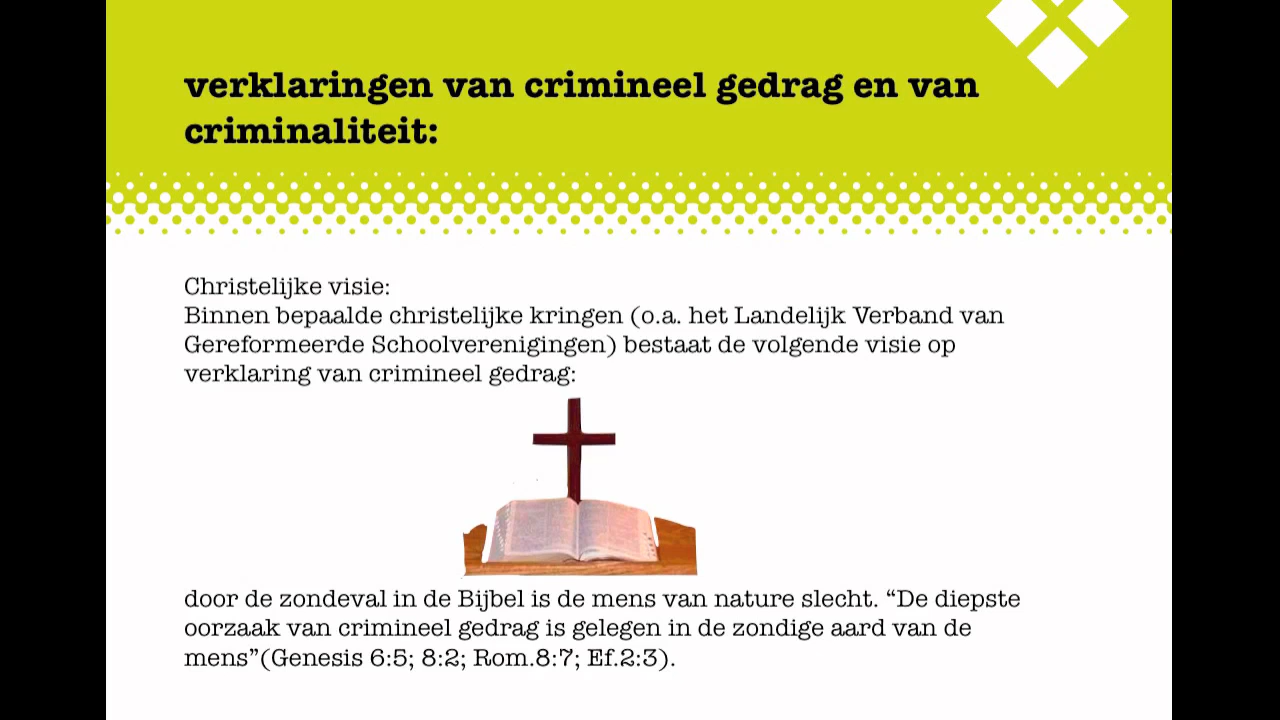 verklaringen van crimineel gedrag en van
criminaliteit:
Christelijke visie:
Binnen bepaalde christelijke kringen (o.a. het Landelijk Verband van
Gereformeerde Schoolverenigingen) bestaat de volgende visie op
verklaring van crimineel gedrag:
door de zondeval in de Bijbel is de mens van nature slecht. “De diepste
oorzaak van crimineel gedrag is gelegen in de zondige aard van de
mens”(Genesis 6:5; 8:2; Rom.8:7; Ef.2:3).